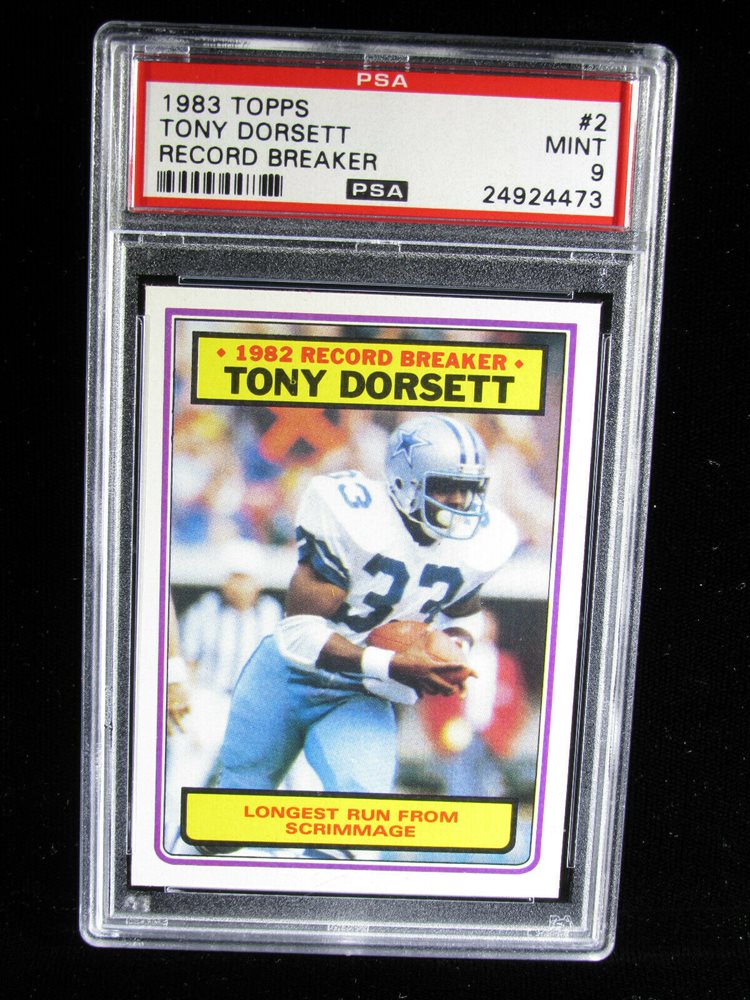 PSA
1983 TOPPS #2
TONY DORSETT MINT
RECORD BREAKER 9
PSA 24924473
1982 RECORD BREAKER
TONY DORSETT
33
33
LONGEST RUN FROM
SCRIMMAGE